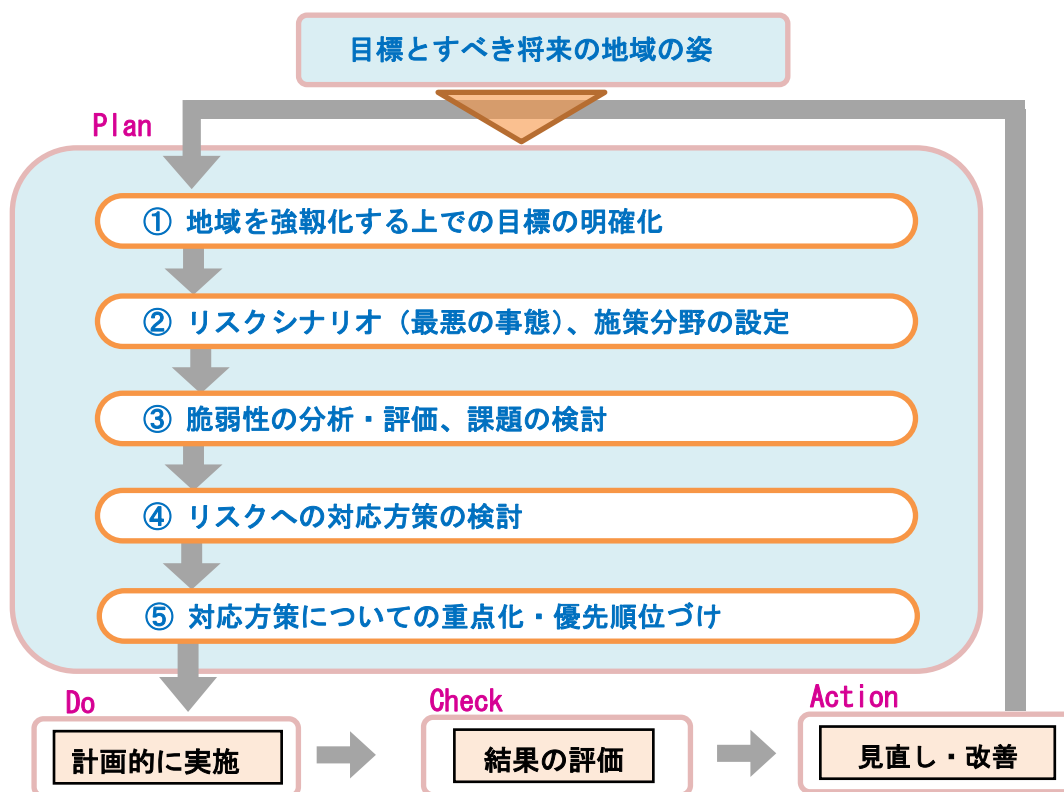 目標とすべき将来の地域の姿
Plan
① 地域を強靱化する上での目標の明確化
② リスクシナリオ（最悪の事態）、施策分野の設定
③ 脆弱性の分析・評価、課題の検討
④ リスクへの対応方策の検討
⑤ 対応方策についての重点化・優先順位づけ
Do
計画的に実施
Check
結果の評価
Action
見直し・改善